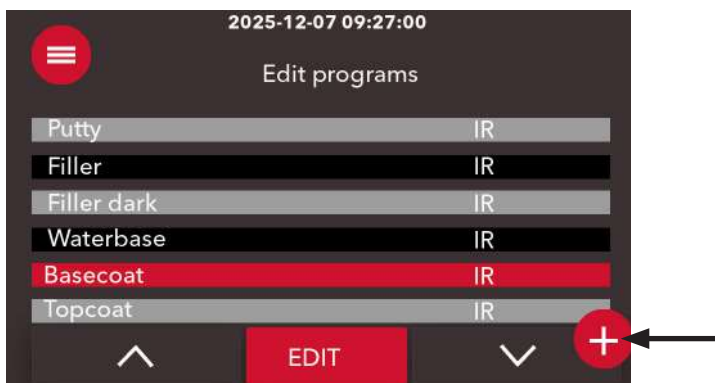 2025-12-07 09:27:00
Edit programs
Putty IR
Filler IR
Filler dark IR
Waterbase IR
Basecoat IR
Topcoat IR
EDIT
+